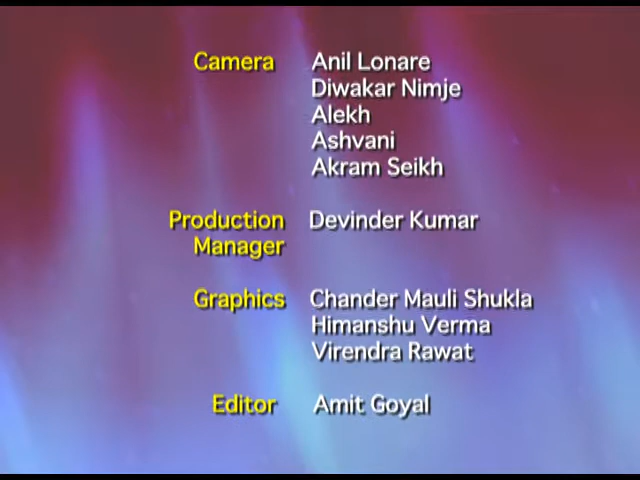 Camera Anil Lonare
Diwakar Nimje
Alekh
Ashvani
Akram Seikh
Production Devinder Kumar
Manager
Graphics Chander Mauli Shukla
Himanshu Verma
Virendra Rawat
Editor Amit Goyal